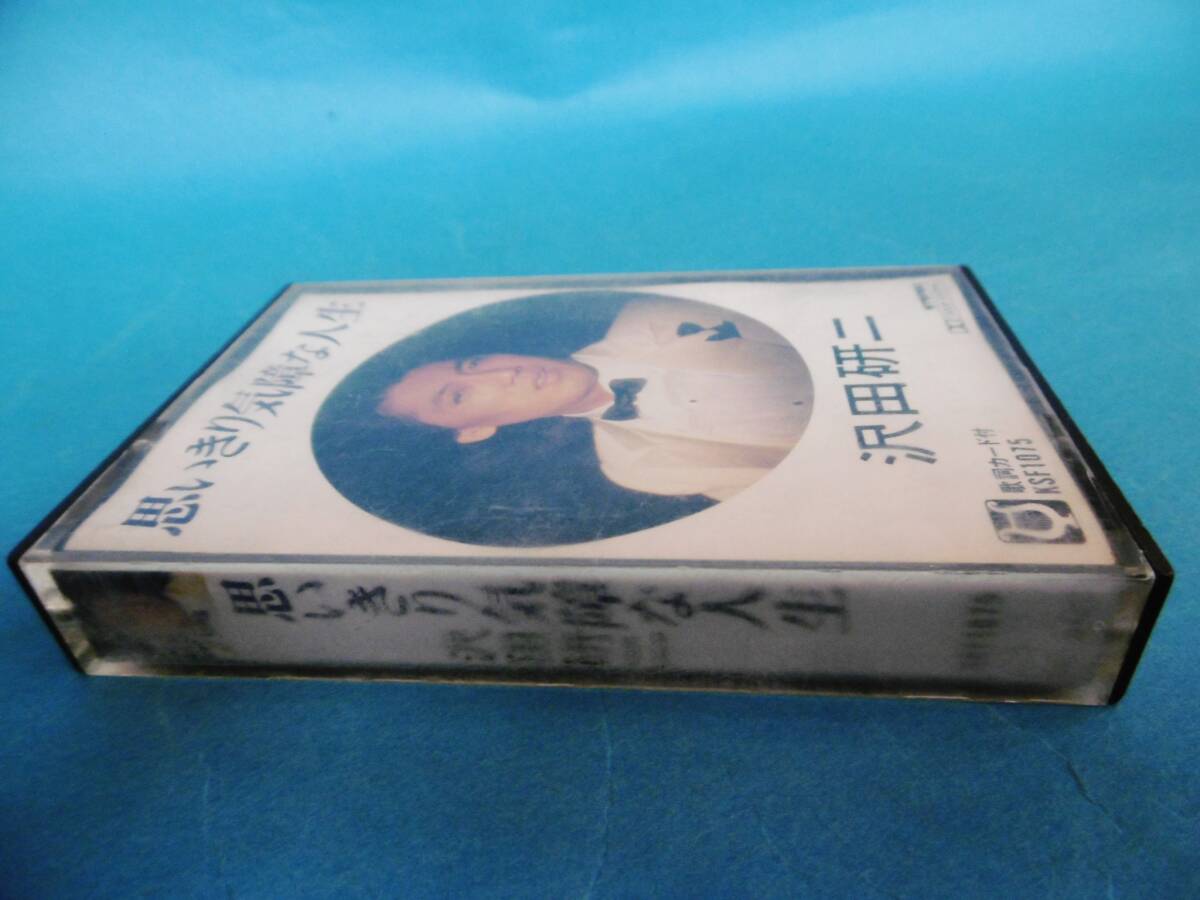 思いきり気障な人生
沢田研二
歌詞カード付
KSF1075
思いきり気障な人生
沢田研二